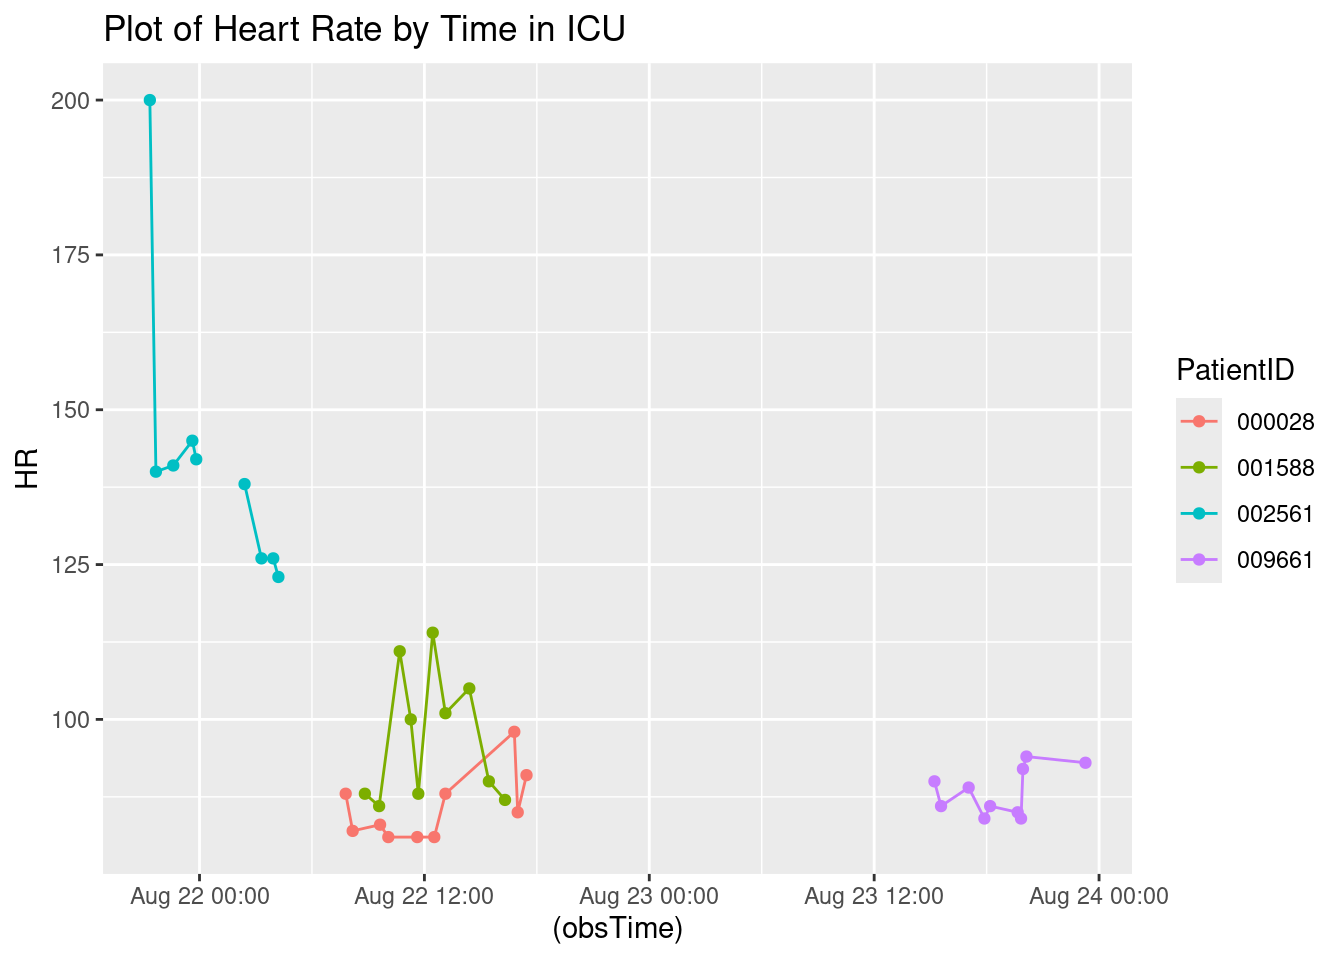 Plot of Heart Rate by Time in ICU
200
175
150
125
100
HR
Aug 22 00:00
Aug 22 12:00
Aug 23 00:00
Aug 23 12:00
Aug 24 00:00
(obsTime)
PatientID
000028
001588
002561
009661